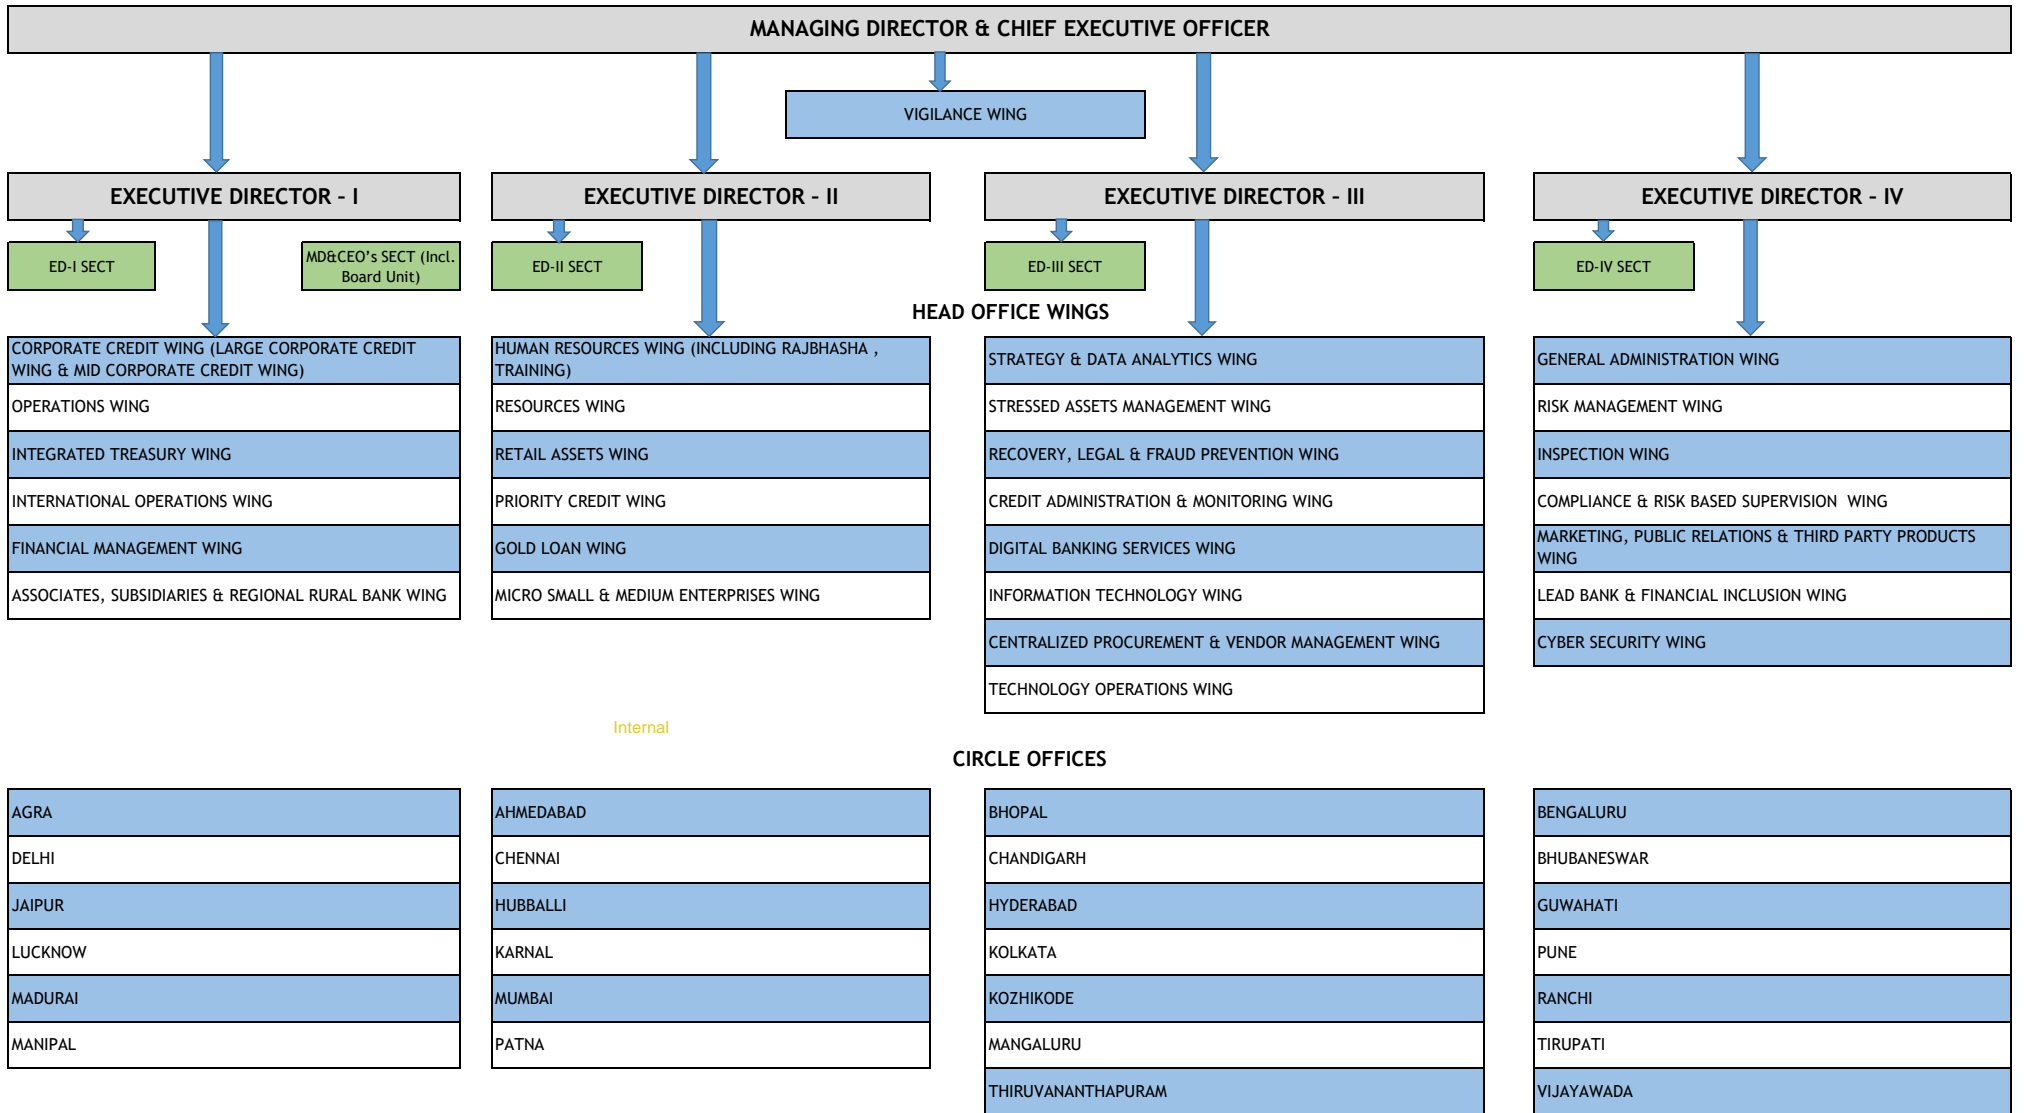 MANAGING DIRECTOR & CHIEF EXECUTIVE OFFICER
VIGILANCE WING
EXECUTIVE DIRECTOR - I
EXECUTIVE DIRECTOR - II
EXECUTIVE DIRECTOR - III
EXECUTIVE DIRECTOR - IV
ED-I SECT
MD&CEO's SECT (Incl.
Board Unit)
ED-II SECT
ED-III SECT
ED-IV SECT
HEAD OFFICE WINGS
CORPORATE CREDIT WING (LARGE CORPORATE CREDIT
WING & MID CORPORATE CREDIT WING)
OPERATIONS WING
INTEGRATED TREASURY WING
INTERNATIONAL OPERATIONS WING
FINANCIAL MANAGEMENT WING
ASSOCIATES, SUBSIDIARIES & REGIONAL RURAL BANK WING
HUMAN RESOURCES WING (INCLUDING RAJBHASHA ,
TRAINING)
RESOURCES WING
RETAIL ASSETS WING
PRIORITY CREDIT WING
GOLD LOAN WING
MICRO SMALL & MEDIUM ENTERPRISES WING
STRATEGY & DATA ANALYTICS WING
STRESSED ASSETS MANAGEMENT WING
RECOVERY, LEGAL & FRAUD PREVENTION WING
CREDIT ADMINISTRATION & MONITORING WING
DIGITAL BANKING SERVICES WING
INFORMATION TECHNOLOGY WING
CENTRALIZED PROCUREMENT & VENDOR MANAGEMENT WING
TECHNOLOGY OPERATIONS WING
GENERAL ADMINISTRATION WING
RISK MANAGEMENT WING
INSPECTION WING
COMPLIANCE & RISK BASED SUPERVISION WING
MARKETING, PUBLIC RELATIONS & THIRD PARTY PRODUCTS
WING
LEAD BANK & FINANCIAL INCLUSION WING
CYBER SECURITY WING
Internal
CIRCLE OFFICES
AGRA
DELHI
JAIPUR
LUCKNOW
MADURAI
MANIPAL
AHMEDABAD
CHENNAI
HUBBALLI
KARNAL
MUMBAI
PATNA
BHOPAL
CHANDIGARH
HYDERABAD
KOLKATA
KOZHIKODE
MANGALURU
THIRUVANANTHAPURAM
BENGALURU
BHUBANESWAR
GUWAHATI
PUNE
RANCHI
TIRUPATI
VIJAYAWADA